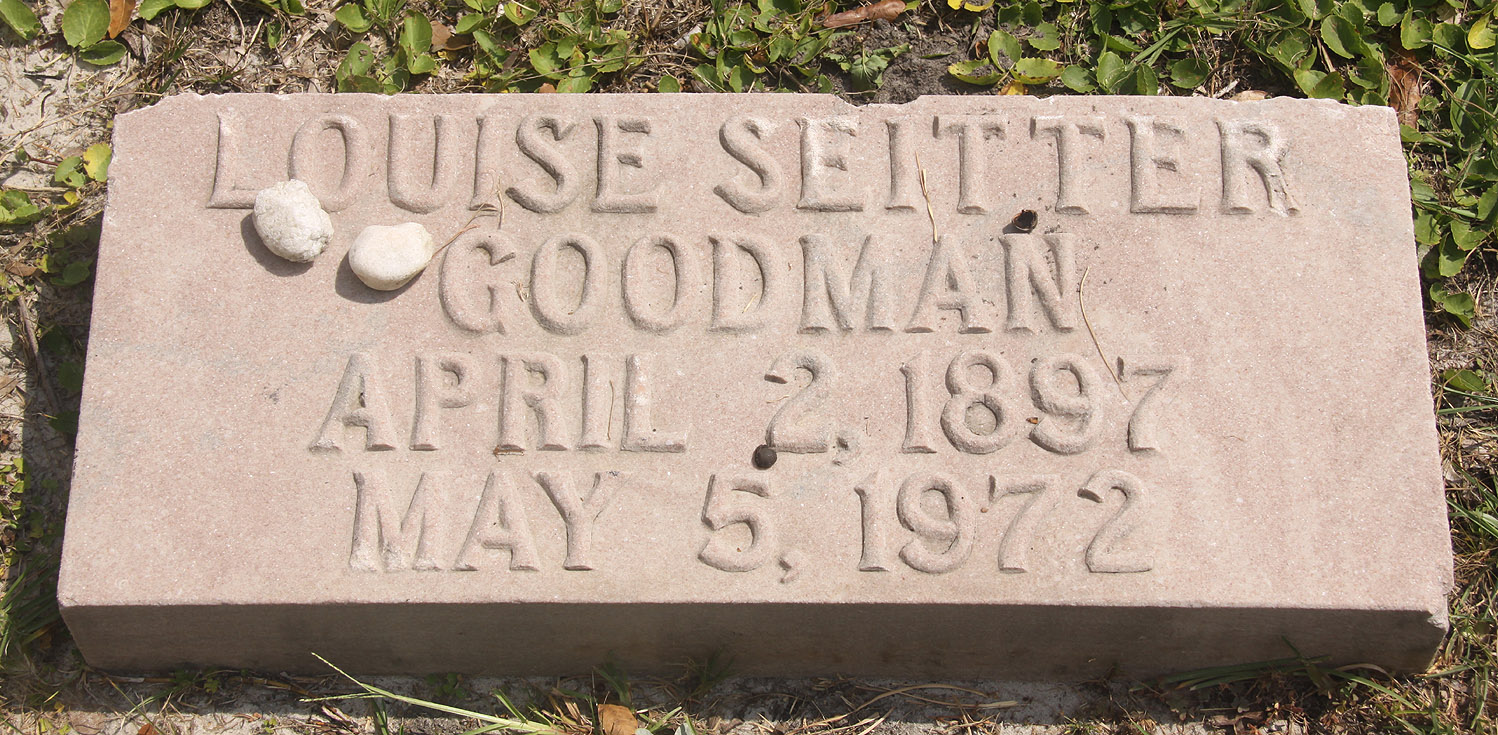 LOUISE SEITTER
GOODMAN
APRIL 2, 1897
MAY 5, 1972